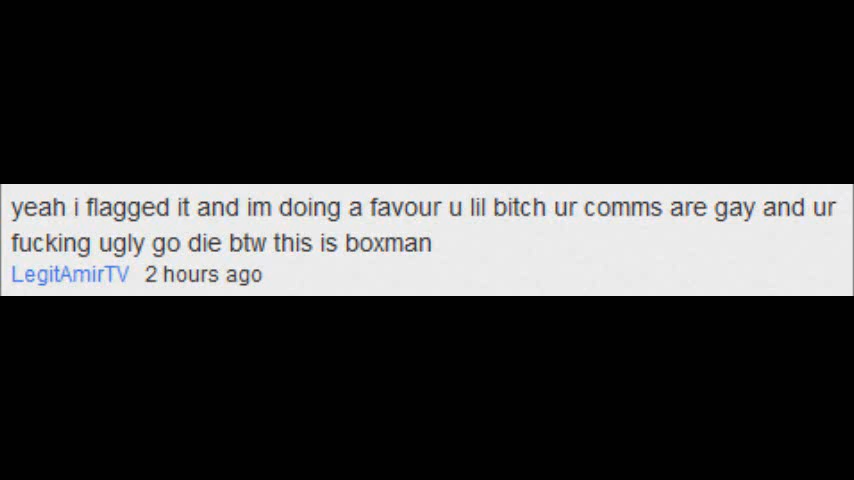 yeah i flagged it and im doing a favour u lil bitch ur comms are gay and ur
fucking ugly go die btw this is boxman
LegitAmirTV 2 hours ago